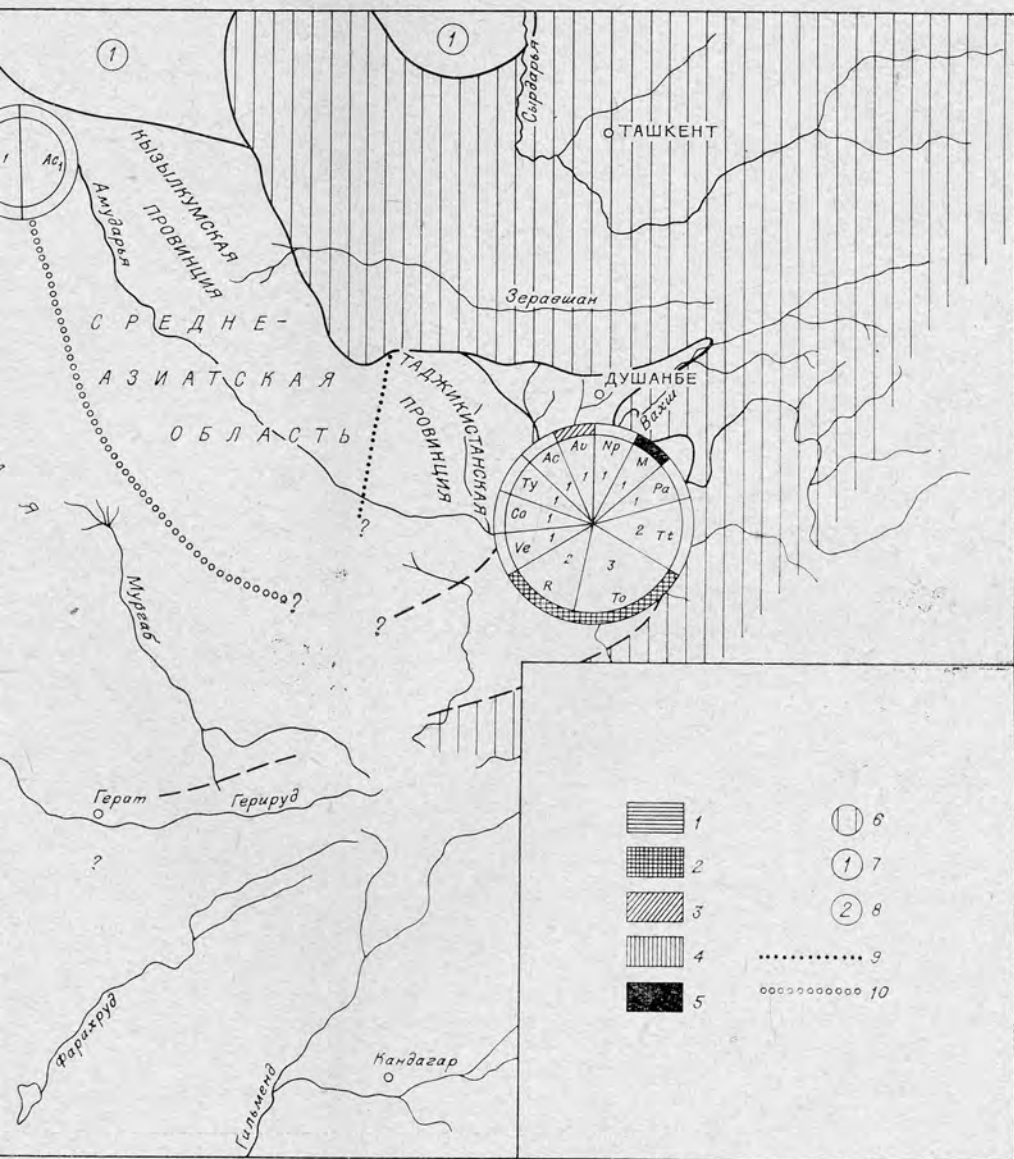 1
1
Сырдарья
ТАШКЕНТ
1 Ac₁
КЫЗЫЛКУМСКАЯ
ПРОВИНЦИЯ
Амударья
Зеравшан
СРЕДНЕ-
АЗИАТСКАЯ
ОБЛАСТЬ
ТАДЖИКИСТАНСКАЯ
ПРОВИНЦИЯ
ДУШАНБЕ
Вахш
Ac Av Np M
Ty Pa
1 1 1 1 1 1 1
Co 1 2 Tt
Ve 1
2 3
R To
Я
?
?
?
Мургаб
Герат
Герируд
?
Фарахруд
Гильменд
Кандагар
1
2
3
4
5
6
1 7
2 8
9
10